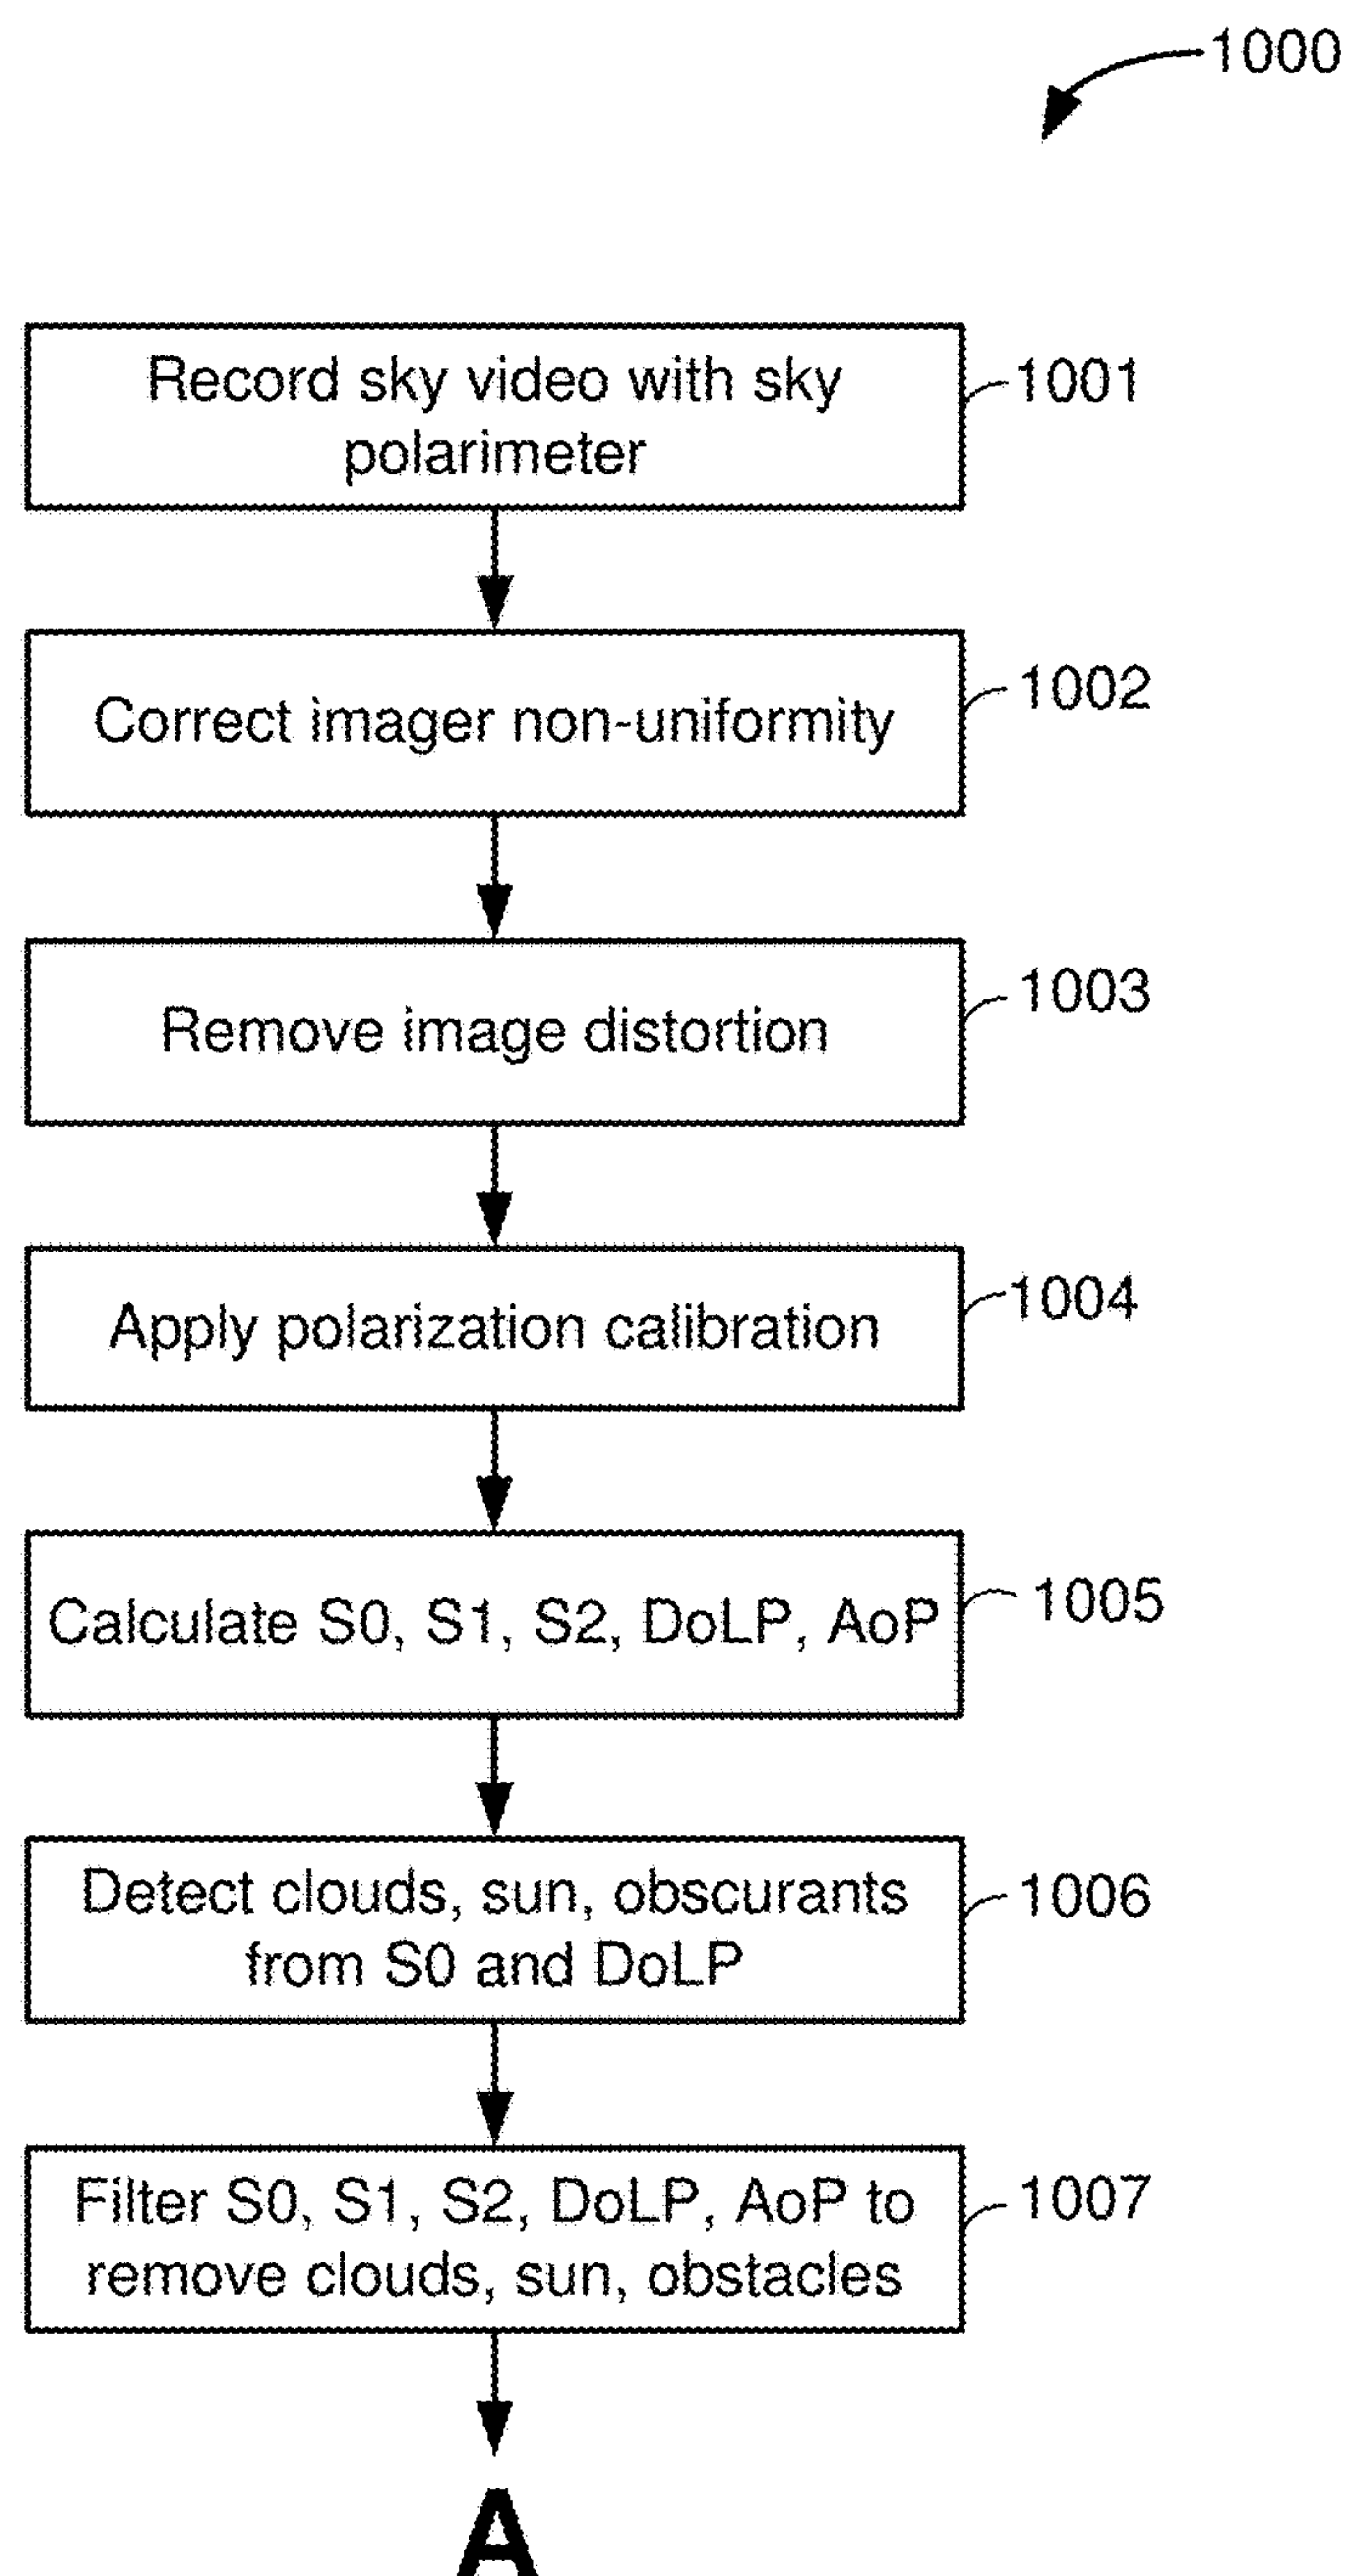 1000
Record sky video with sky
polarimeter
1001
Correct imager non-uniformity
1002
Remove image distortion
1003
Apply polarization calibration
1004
Calculate S0, S1, S2, DoLP, AoP
1005
Detect clouds, sun, obscurants
from S0 and DoLP
1006
Filter S0, S1, S2, DoLP, AoP to
remove clouds, sun, obstacles
1007
A